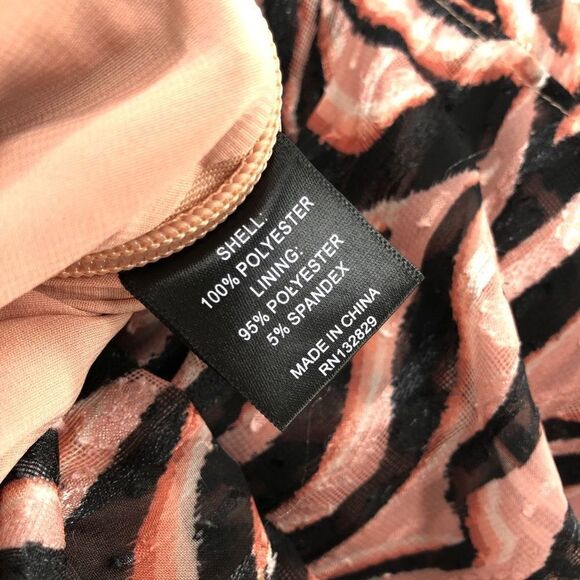 SHELL:
100% POLYESTER
LINING:
95% POLYESTER
5% SPANDEX
MADE IN CHINA
RN132829